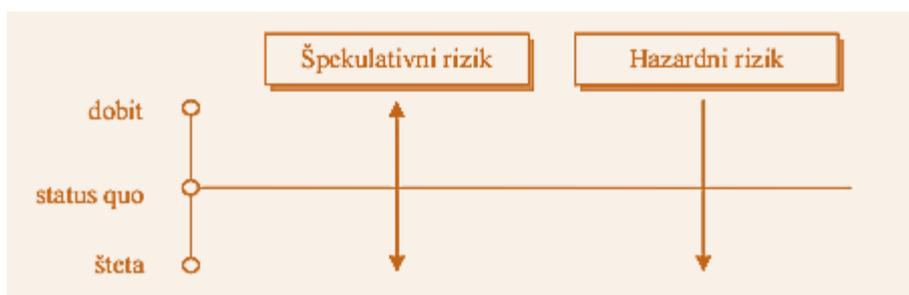 Špekulativni rizik
Hazardni rizik
dobit
status quo
šteta